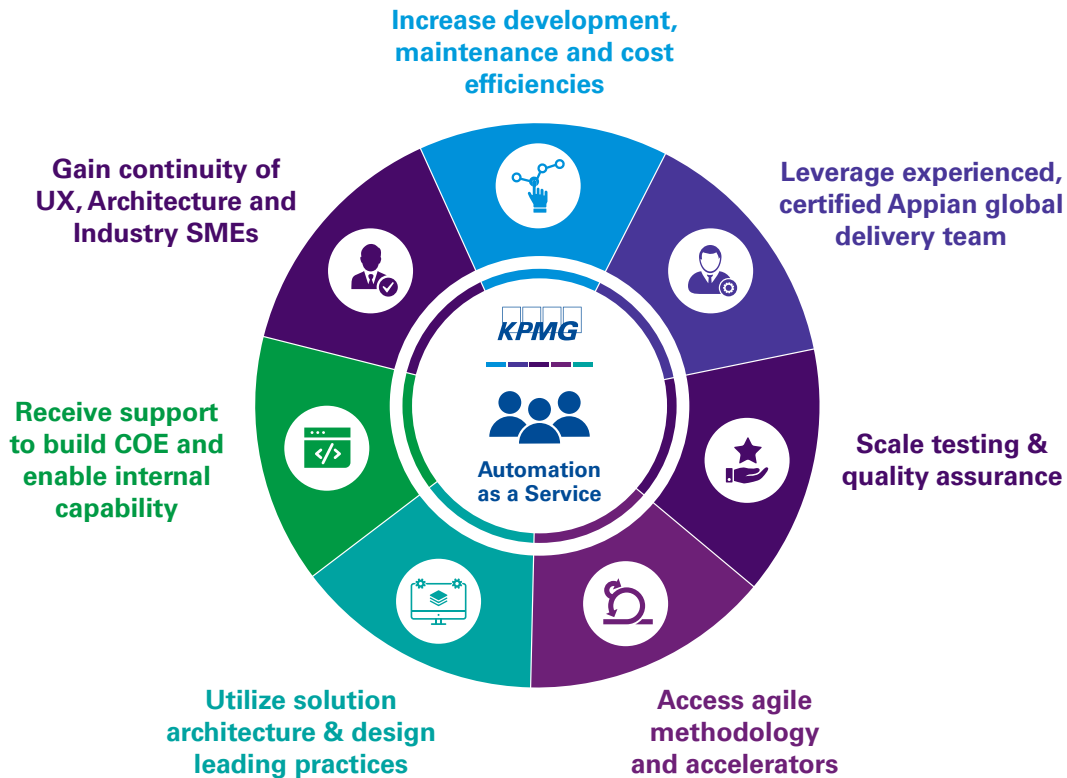 Increase development,
maintenance and cost
efficiencies
Leverage experienced,
certified Appian global
delivery team
Scale testing &
quality assurance
Access agile
methodology
and accelerators
Utilize solution
architecture & design
leading practices
Receive support
to build COE and
enable internal
capability
Gain continuity of
UX, Architecture and
Industry SMEs
KPMG
Automation
as a Service
</>